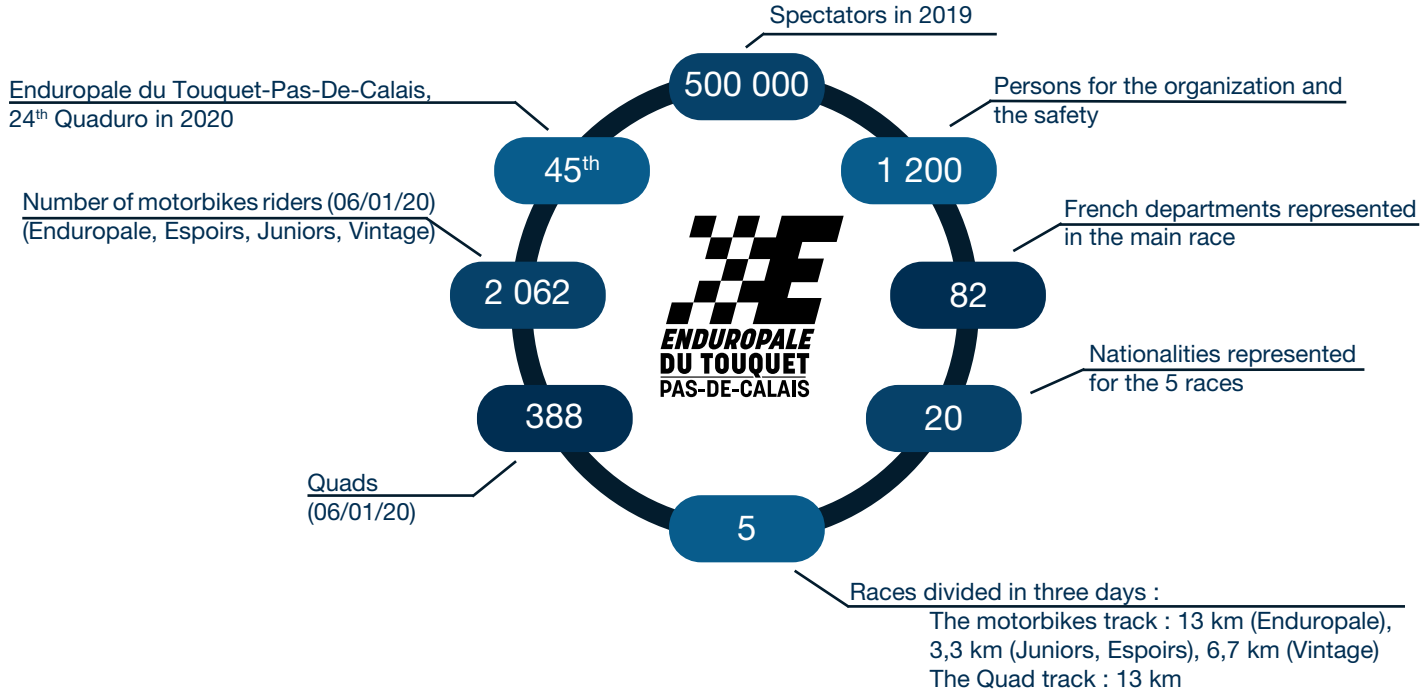 Spectators in 2019
500 000
Enduropale du Touquet-Pas-De-Calais,
24th Quaduro in 2020
45th
Persons for the organization and
the safety
1 200
Number of motorbikes riders (06/01/20)
(Enduropale, Espoirs, Juniors, Vintage)
2 062
French departments represented
in the main race
82
ENDUROPALE
DU TOUQUET
PAS-DE-CALAIS
Nationalities represented
for the 5 races
20
388
Quads
(06/01/20)
5
Races divided in three days :
The motorbikes track : 13 km (Enduropale),
3,3 km (Juniors, Espoirs), 6,7 km (Vintage)
The Quad track : 13 km